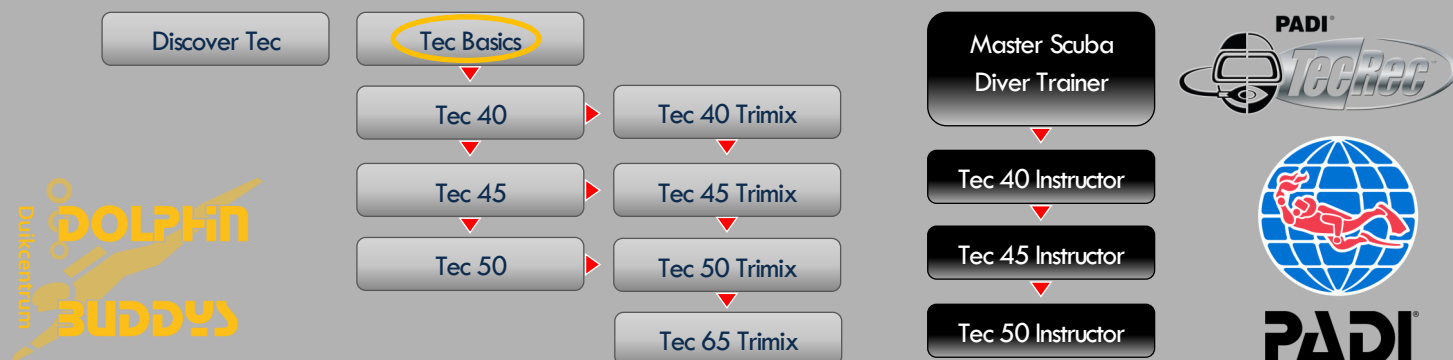 Discover Tec
Tec Basics
Tec 40
Tec 45
Tec 50
Tec 40 Trimix
Tec 45 Trimix
Tec 50 Trimix
Tec 65 Trimix
Master Scuba
Diver Trainer
Tec 40 Instructor
Tec 45 Instructor
Tec 50 Instructor
PADI®
TecRec™
Duikcentrum
DOLPHiN
BUDDYS
PADI®